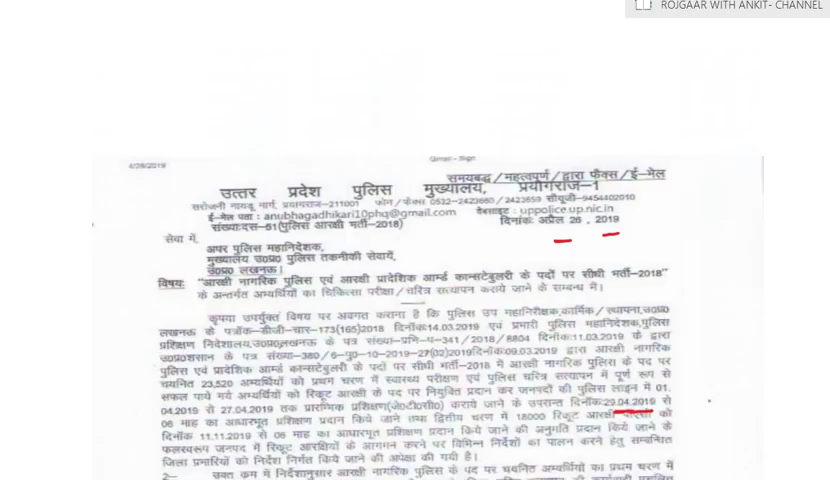 ROJGAAR WITH ANKIT- CHANNEL
4/28/2019
Gmail - Sign
समयबद्ध/महत्वपूर्ण/द्वारा फैक्स/ई-मेल
उत्तर प्रदेश पुलिस मुख्यालय, प्रयागराज-1
सरोजनी नायडू मार्ग, प्रयागराज-211001 फोन/फैक्स 0532-2423660/2423659 सीयूजी-9454402010
ई-मेल पता : anubhagadhikari10phq@gmail.com वेबसाइट : uppolice.up.nic.in
संख्याःदस-51(पुलिस आरक्षी भर्ती-2018) दिनांकः अप्रैल 26 , 2019
सेवा में,
अपर पुलिस महानिदेशक,
मुख्यालय उ0प्र0 पुलिस तकनीकी सेवायें,
उ0प्र0 लखनऊ।
विषयः "आरक्षी नागरिक पुलिस एवं आरक्षी प्रादेशिक आर्म्ड कान्सटेबुलरी के पदों पर सीधी भर्ती-2018"
के अन्तर्गत अभ्यर्थियों का चिकित्सा परीक्षा/चरित्र सत्यापन कराये जाने के सम्बन्ध में।
कृपया उपर्युक्त विषय पर अवगत कराना है कि पुलिस उप महानिरीक्षक,कार्मिक/स्थापना,उ0प्र0
लखनऊ के पत्राँक-डीजी-चार-173(165)2018 दिनाँकः14.03.2019 एवं प्रभारी पुलिस महानिदेशक,पुलिस
प्रशिक्षण निदेशालय,उ0प्र0लखनऊ के पत्र संख्या-प्रणि-प-341/2018/8804 दिनाँकः11.03.2019 के द्वारा
उ0प्र0शासन के पत्र संख्या-380/6-पु0-10-2019-27(02)2019दिनाँकः09.03.2019 द्वारा आरक्षी नागरिक
पुलिस एवं प्रादेशिक आर्म्ड कान्सटेबुलरी के पदों पर सीधी भर्ती-2018 में आरक्षी नागरिक पुलिस के पद पर
चयनित 23,520 अभ्यर्थियों को प्रथम चरण में स्वास्थ्य परीक्षण एवं पुलिस चरित्र सत्यापन में पूर्ण रूप से
सफल पाये गये अभ्यर्थियों को रिक्रूट आरक्षी के पद पर नियुक्ति प्रदान कर जनपदों की पुलिस लाइन में 01.
04.2019 से 27.04.2019 तक प्रारम्भिक प्रशिक्षण(जे0टी0सी0) कराये जाने के उपरान्त दिनाँकः29.04.2019 से
06 माह का आधारभूत प्रशिक्षण प्रदान किये जाने तथा द्वितीय चरण में 18000 रिक्रूट आरक्षी को
दिनाँक 11.11.2019 से 06 माह का आधारभूत प्रशिक्षण प्रदान किये जाने की अनुमति प्रदान किये जाने के
फलस्वरूप जनपद में रिक्रूट आरक्षियों के आगमन करने पर विभिन्न निर्देशों का पालन करने हेतु सम्बन्धित
जिला प्रभारियों को निर्देश निर्गत किये जाने की अपेक्षा की गयी है।
2- उक्त क्रम में निर्देशानुसार आरक्षी नागरिक पुलिस के पद पर चयनित अभ्यर्थियों का प्रथम चरण में